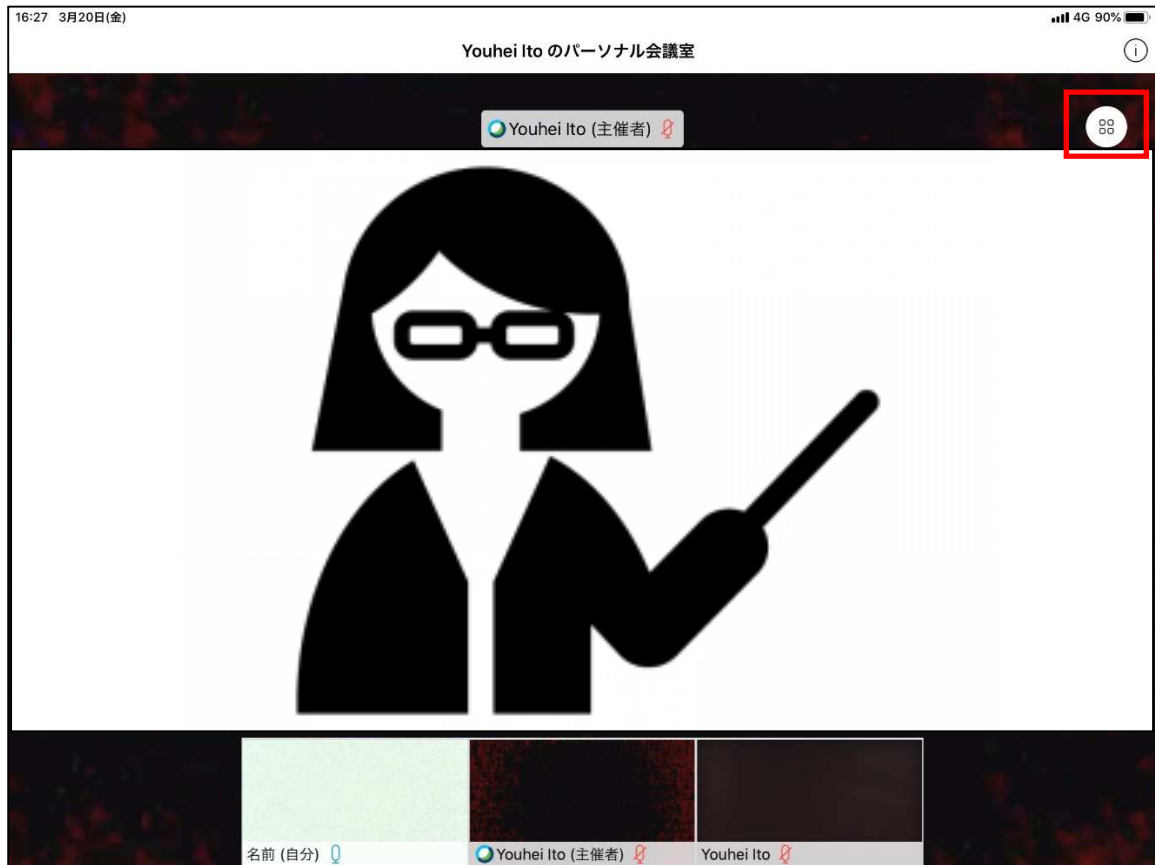 16:27 3月20日(金)
4G 90%
Youhei Ito のパーソナル会議室
Youhei Ito (主催者)
名前 (自分)
Youhei Ito (主催者)
Youhei Ito